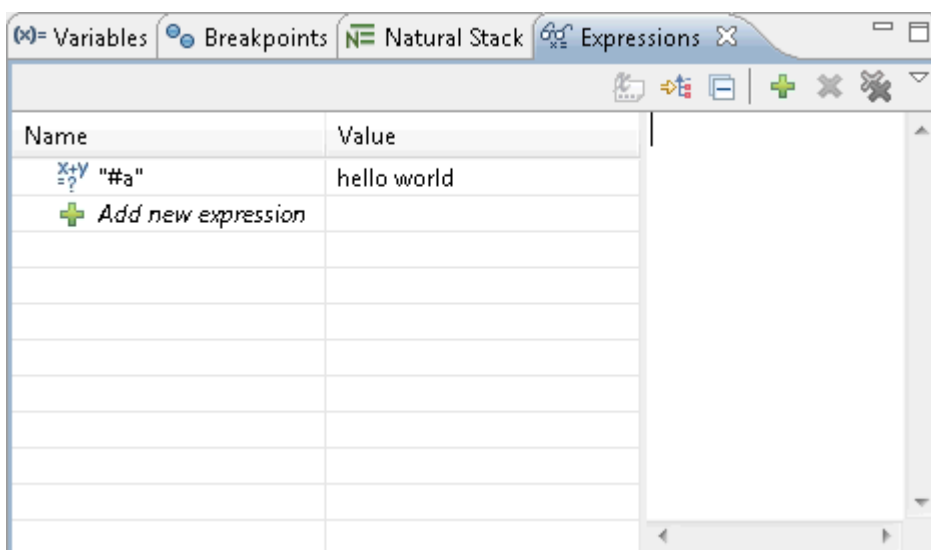 (x)= Variables Breakpoints Natural Stack Expressions
Name Value
"#a" hello world
Add new expression